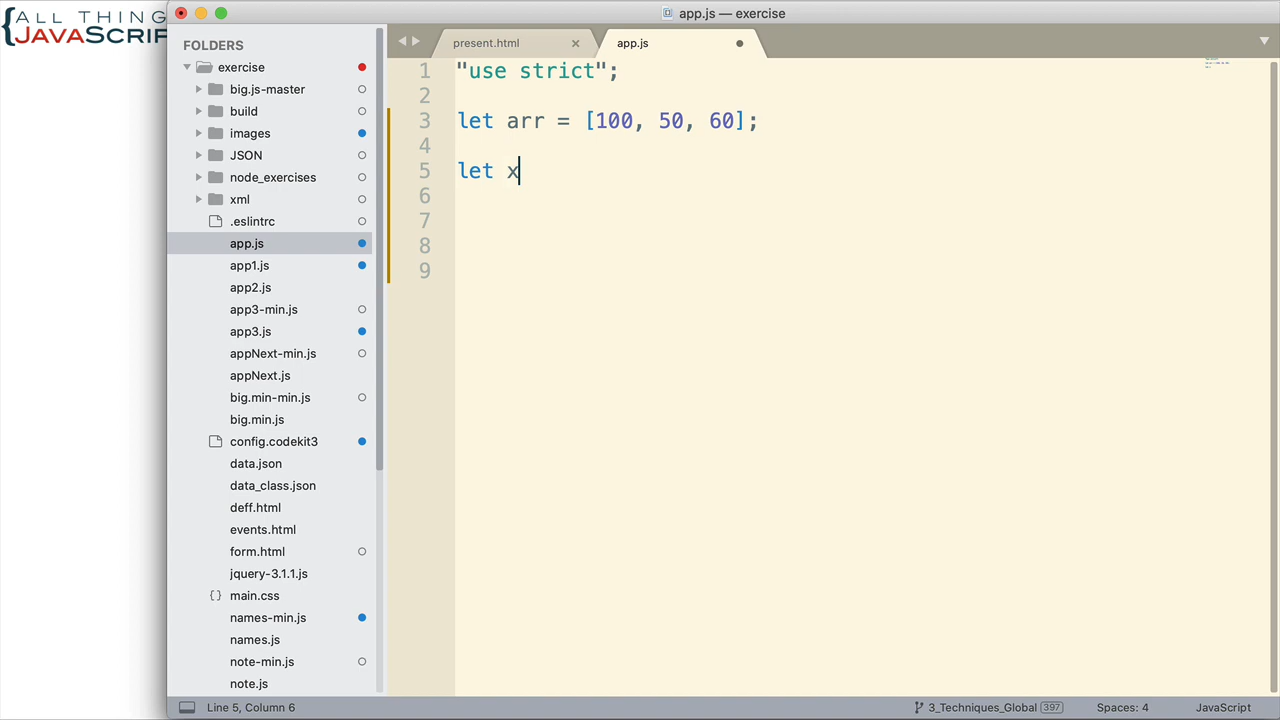 ALL THING
{JAVASCRIP
app.js — exercise
FOLDERS
exercise
big.js-master
build
images
JSON
node_exercises
xml
.eslintrc
app.js
app1.js
app2.js
app3-min.js
app3.js
appNext-min.js
appNext.js
big.min-min.js
big.min.js
config.codekit3
data.json
data_class.json
deff.html
events.html
form.html
jquery-3.1.1.js
{} main.css
names-min.js
names.js
note-min.js
note.js
present.html ×
app.js
1 "use strict";
2
3 let arr = [100, 50, 60];
4
5 let x
6
7
8
9
Line 5, Column 6
3_Techniques_Global 397
Spaces: 4
JavaScript